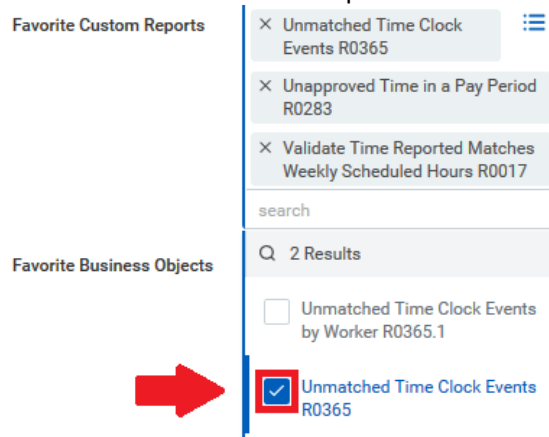 Favorite Custom Reports
× Unmatched Time Clock
Events R0365
× Unapproved Time in a Pay Period
R0283
× Validate Time Reported Matches
Weekly Scheduled Hours R0017
search
Favorite Business Objects
2 Results
Unmatched Time Clock Events
by Worker R0365.1
Unmatched Time Clock Events
R0365